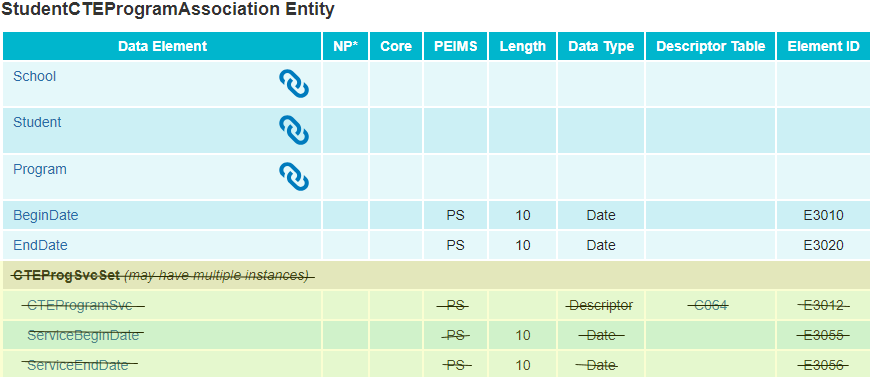 StudentCTEProgramAssociation Entity
Data Element NP* Core PEIMS Length Data Type Descriptor Table Element ID
School
Student
Program
BeginDate PS 10 Date E3010
EndDate PS 10 Date E3020
CTEProgSvcSet (may have multiple instances)
CTEProgramSvc PS Descriptor C064 E3012
ServiceBeginDate PS 10 Date E3055
ServiceEndDate PS 10 Date E3056